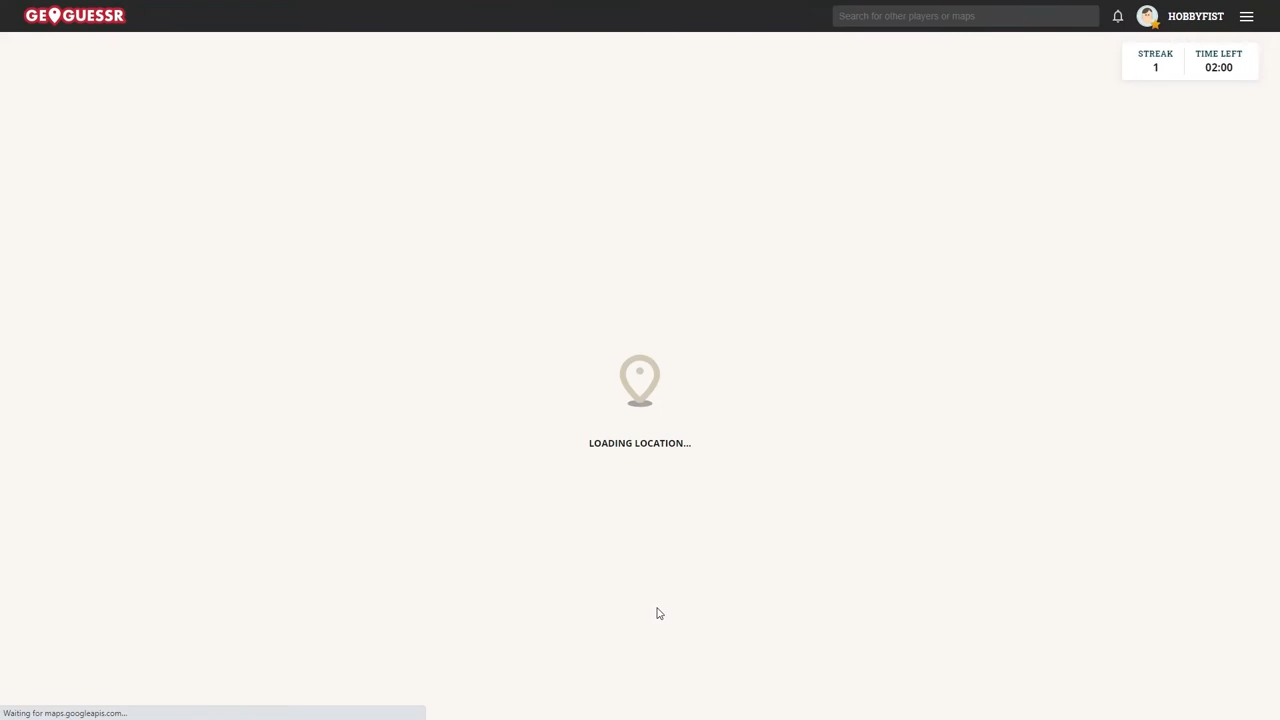 GEOGUESSR
Search for other players or maps
HOBBYFIST
STREAK
1
TIME LEFT
02:00
LOADING LOCATION...
Waiting for maps.googleapis.com...